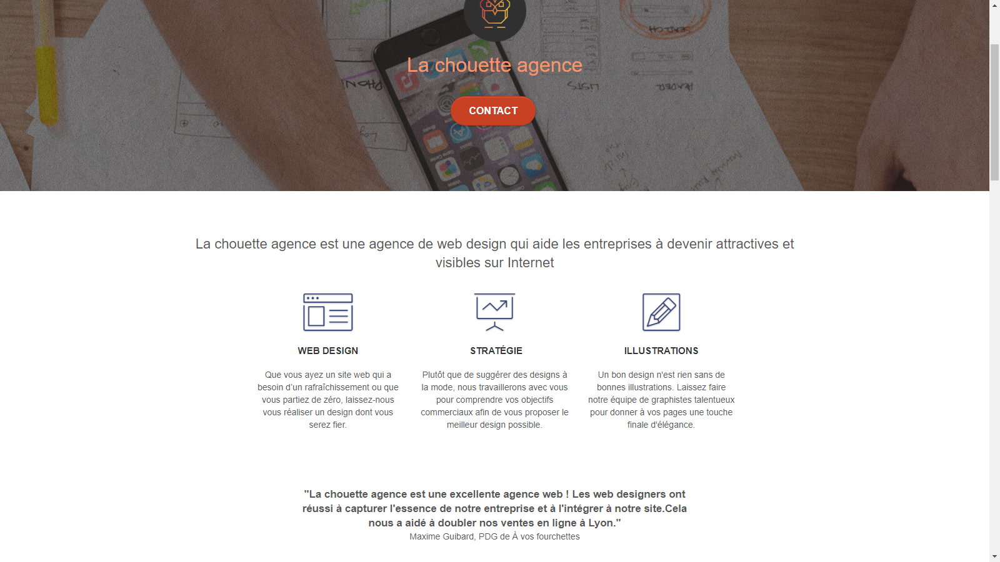 SEARCH
La chouette agence
PHON
LISTS
HEADER
CONTACT
Log
La chouette agence est une agence de web design qui aide les entreprises à devenir attractives et
visibles sur Internet
WEB DESIGN
STRATÉGIE
ILLUSTRATIONS
Que vous ayez un site web qui a
besoin d’un rafraîchissement ou que
vous partiez de zéro, laissez-nous
vous réaliser un design dont vous
serez fier.
Plutôt que de suggérer des designs à
la mode, nous travaillerons avec vous
pour comprendre vos objectifs
commerciaux afin de vous proposer le
meilleur design possible.
Un bon design n'est rien sans de
bonnes illustrations. Laissez faire
notre équipe de graphistes talentueux
pour donner à vos pages une touche
finale d'élégance.
"La chouette agence est une excellente agence web ! Les web designers ont
réussi à capturer l'essence de notre entreprise et à l'intégrer à notre site.Cela
nous a aidé à doubler nos ventes en ligne à Lyon."
Maxime Guibard, PDG de À vos fourchettes